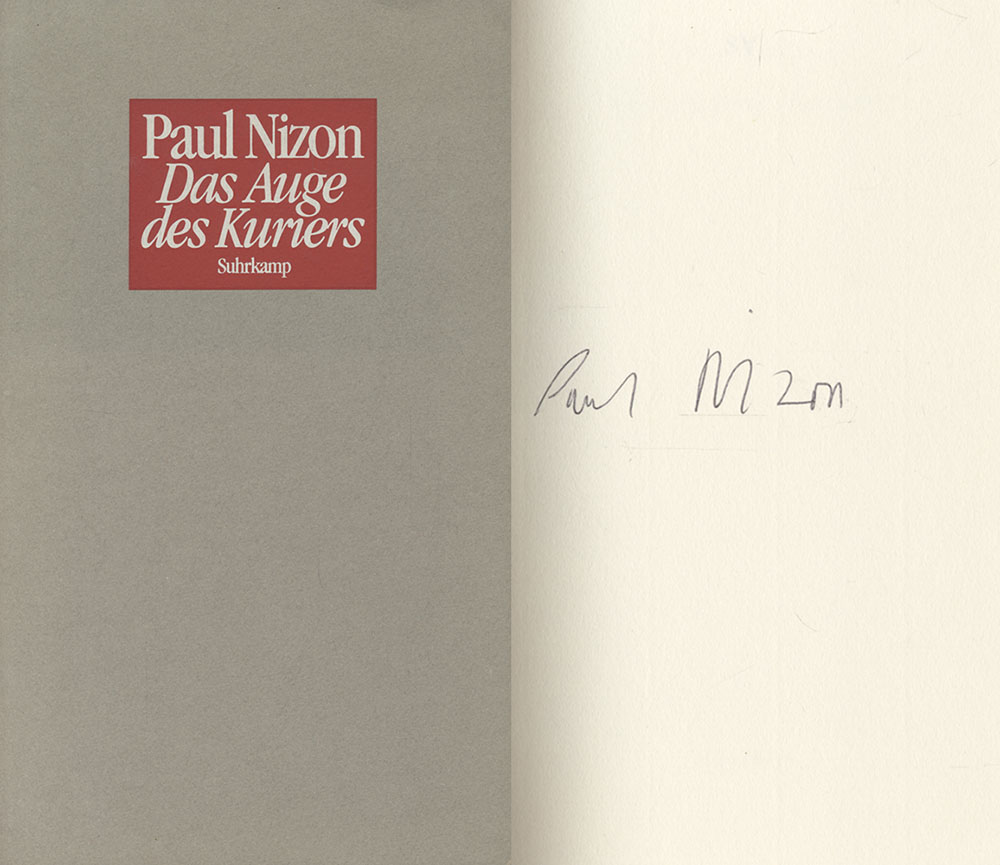 Paul Nizon
Das Auge
des Kuriers
Suhrkamp
Paul Nizon